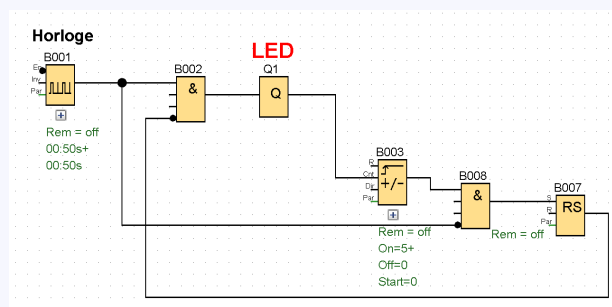 Horloge
B001
En
Inv
Par
Rem = off
00:50s+
00:50s
B002
&
LED
Q1
Q
B003
R
Cnt
Dir
Par
+/-
Rem = off
On=5+
Off=0
Start=0
B008
&
B007
S
R
Par
RS
Rem = off